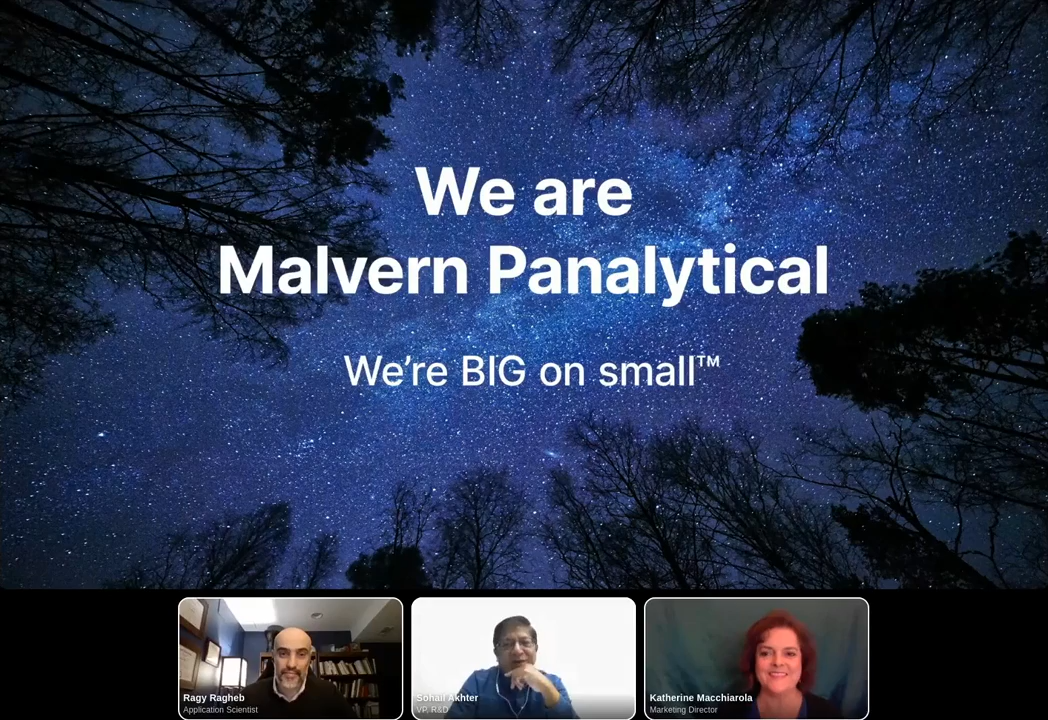 We are
Malvern Panalytical
We're BIG on small™
Ragy Ragheb
Application Scientist
Sohail Akhter
VP, R&D
Katherine Macchiarola
Marketing Director